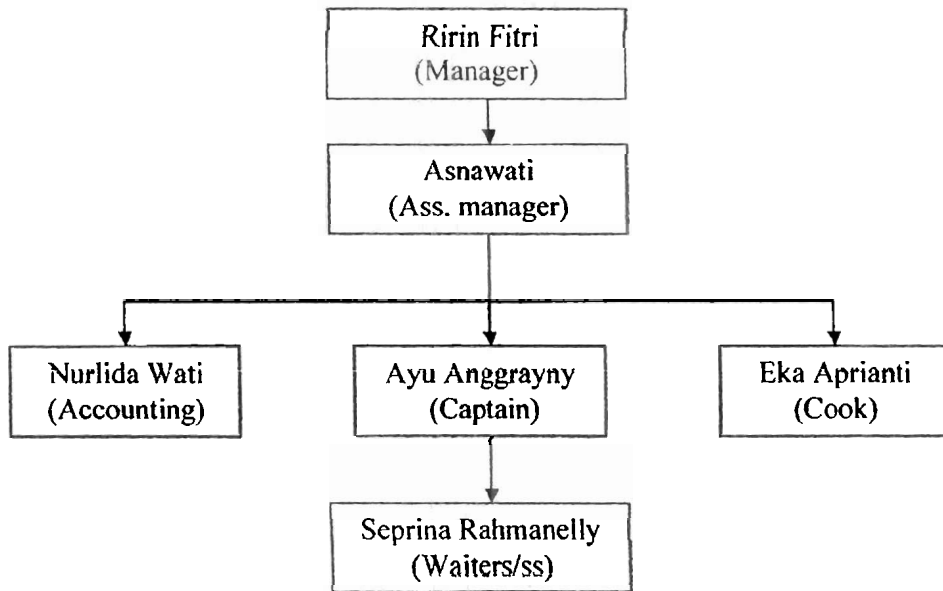 Ririn Fitri
(Manager)
Asnawati
(Ass. manager)
Nurlida Wati
(Accounting)
Ayu Anggrayny
(Captain)
Eka Aprianti
(Cook)
Seprina Rahmanelly
(Waiters/ss)